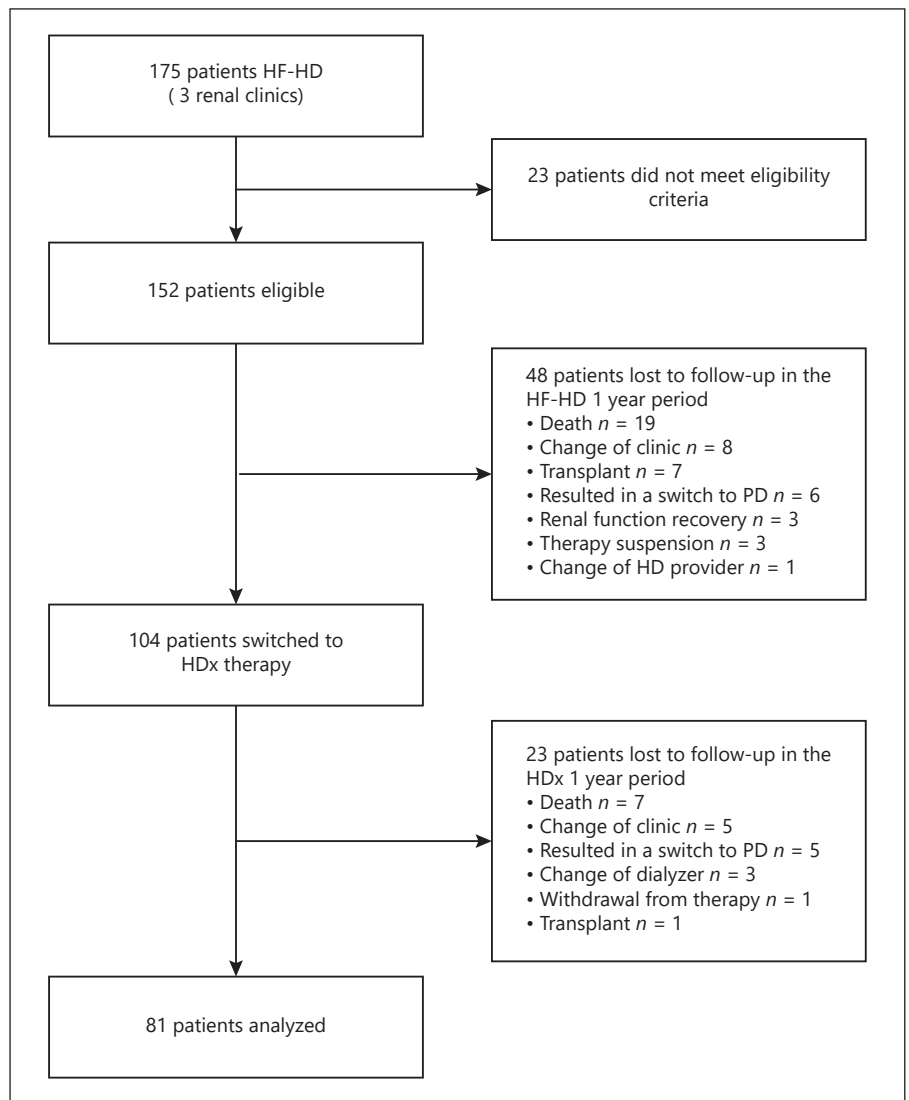 175 patients HF-HD
( 3 renal clinics)
23 patients did not meet eligibility
criteria
152 patients eligible
48 patients lost to follow-up in the
HF-HD 1 year period
• Death n = 19
• Change of clinic n = 8
• Transplant n = 7
• Resulted in a switch to PD n = 6
• Renal function recovery n = 3
• Therapy suspension n = 3
• Change of HD provider n = 1
104 patients switched to
HDx therapy
23 patients lost to follow-up in the
HDx 1 year period
• Death n = 7
• Change of clinic n = 5
• Resulted in a switch to PD n = 5
• Change of dialyzer n = 3
• Withdrawal from therapy n = 1
• Transplant n = 1
81 patients analyzed